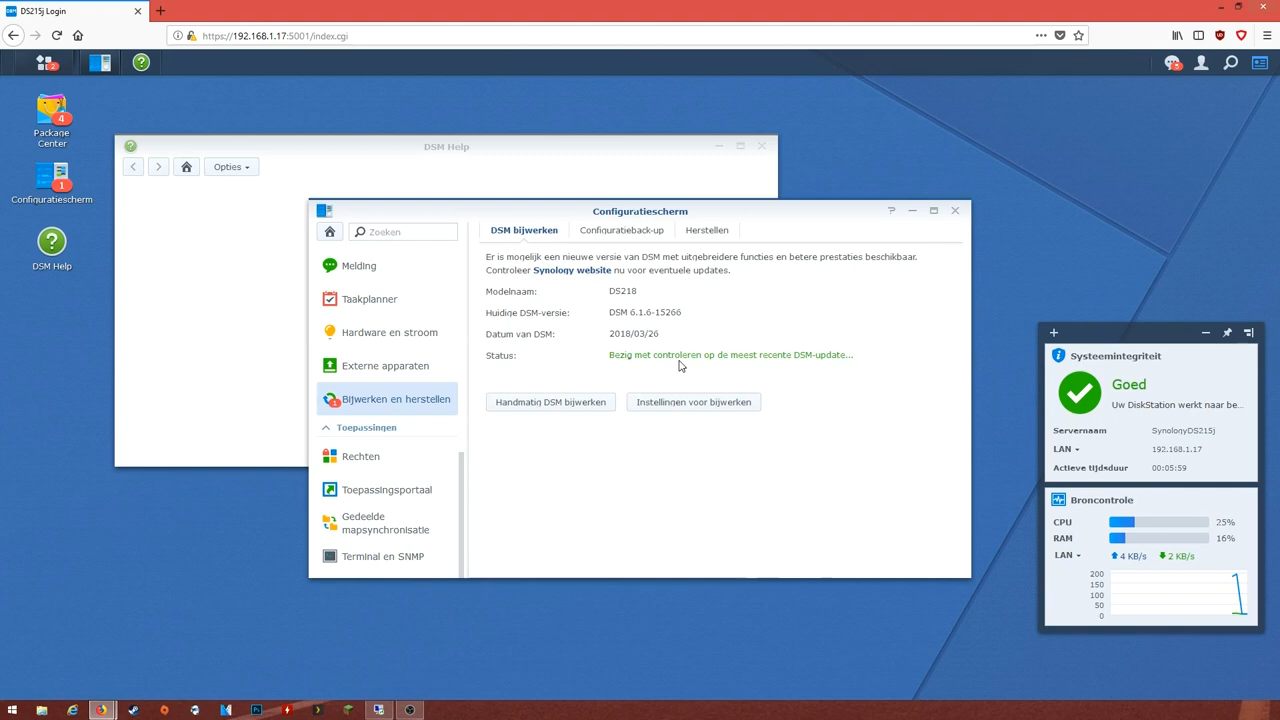 DS215j Login
https://192.168.1.17:5001/index.cgi
2
4
Package
Center
1
Configuratiescherm
DSM Help
DSM Help
Opties
Configuratiescherm
Zoeken
Melding
Taakplanner
Hardware en stroom
Externe apparaten
Bijwerken en herstellen
Toepassingen
Rechten
Toepassingsportaal
Gedeelde
mapsynchronisatie
Terminal en SNMP
DSM bijwerken Configuratieback-up Herstellen
Er is mogelijk een nieuwe versie van DSM met uitgebreidere functies en betere prestaties beschikbaar.
Controleer Synology website nu voor eventuele updates.
Modelnaam: DS218
Huidige DSM-versie: DSM 6.1.6-15266
Datum van DSM: 2018/03/26
Status: Bezig met controleren op de meest recente DSM-update...
Handmatig DSM bijwerken Instellingen voor bijwerken
Systeemintegriteit
Goed
Uw DiskStation werkt naar be...
Servernaam SynologyDS215j
LAN 192.168.1.17
Actieve tijdsduur 00:05:59
Broncontrole
CPU 25%
RAM 16%
LAN 4 KB/s 2 KB/s
200
150
100
50
0